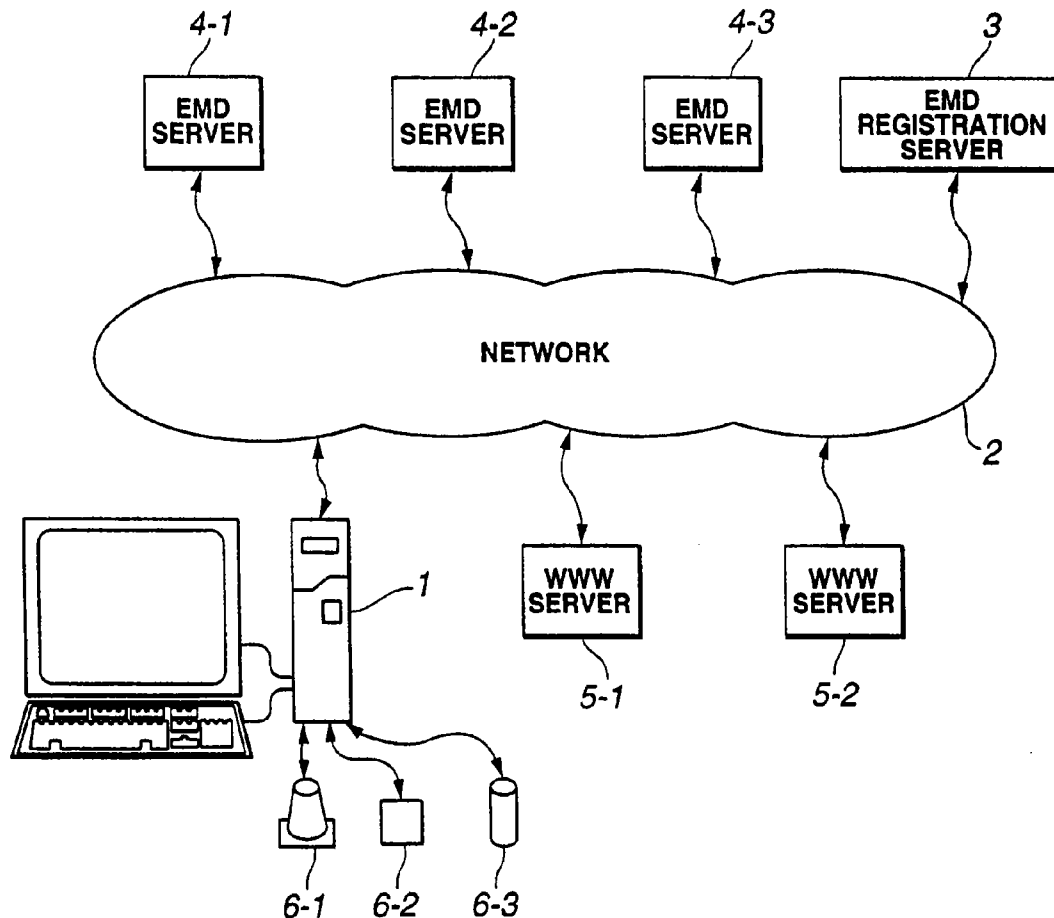 4-1
4-2
4-3
3
EMD
SERVER
EMD
SERVER
EMD
SERVER
EMD
REGISTRATION
SERVER
NETWORK
2
1
WWW
SERVER
WWW
SERVER
5-1
5-2
6-1
6-2
6-3